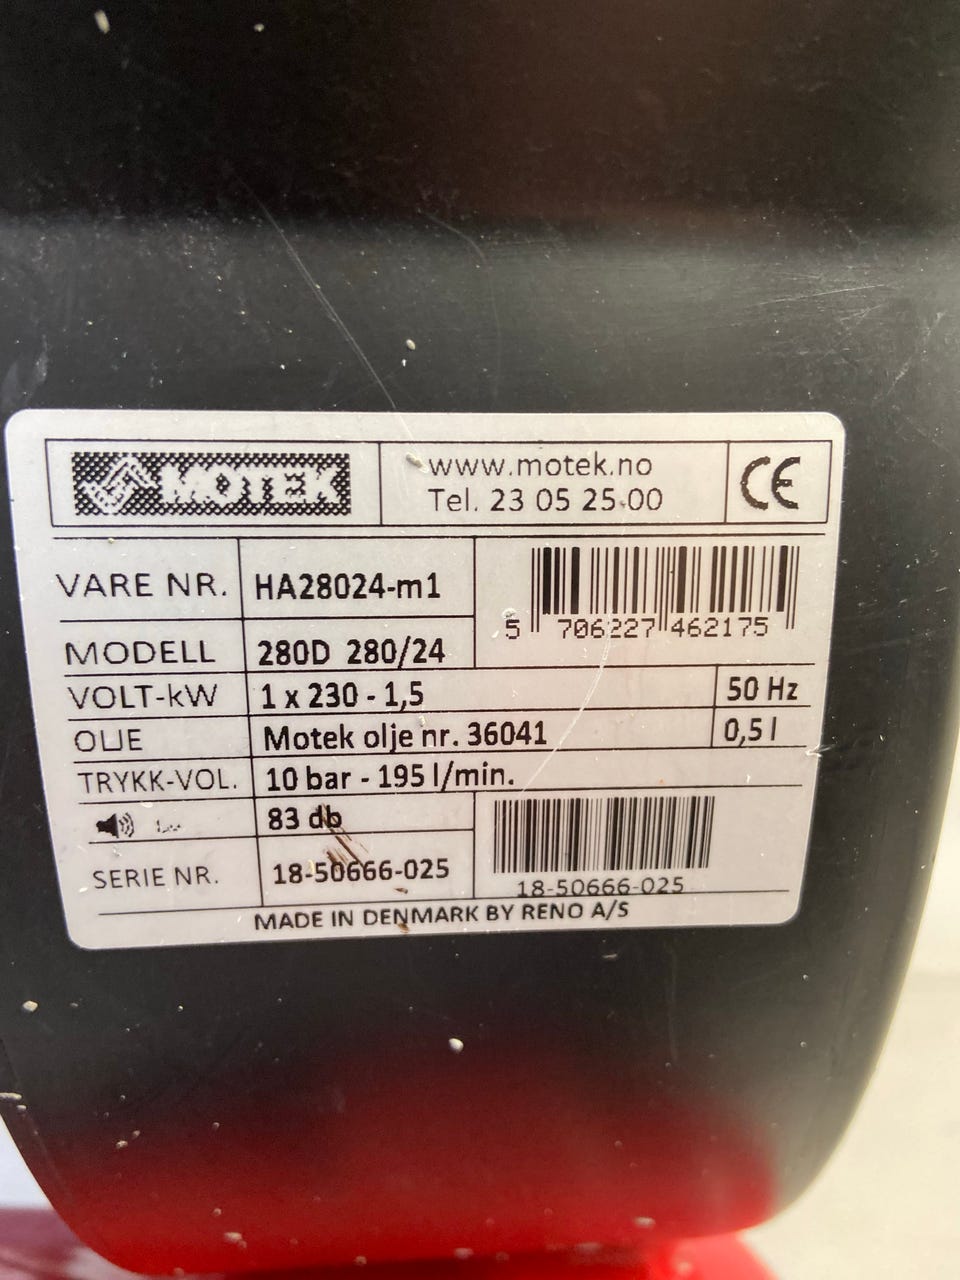 MOTEK
www.motek.no
Tel. 23 05 25 00
CE
VARE NR. HA28024-m1
5 706227 462175
MODELL 280D 280/24
VOLT-kW 1 x 230 - 1,5 50 Hz
OLJE Motek olje nr. 36041 0,5 l
TRYKK-VOL. 10 bar - 195 l/min.
83 db
SERIE NR. 18-50666-025
18-50666-025
MADE IN DENMARK BY RENO A/S